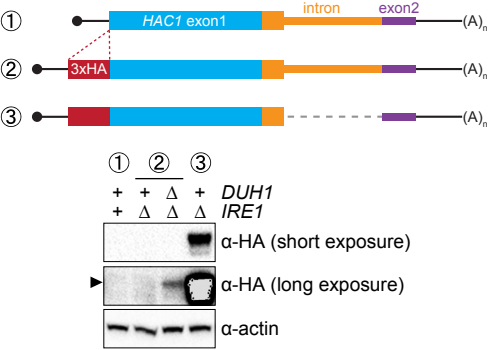 intron
① HAC1 exon1 exon2 (A)n
② 3xHA (A)n
③ (A)n
① ② ③
+ + Δ + DUH1
+ Δ Δ Δ IRE1
α-HA (short exposure)
α-HA (long exposure)
α-actin